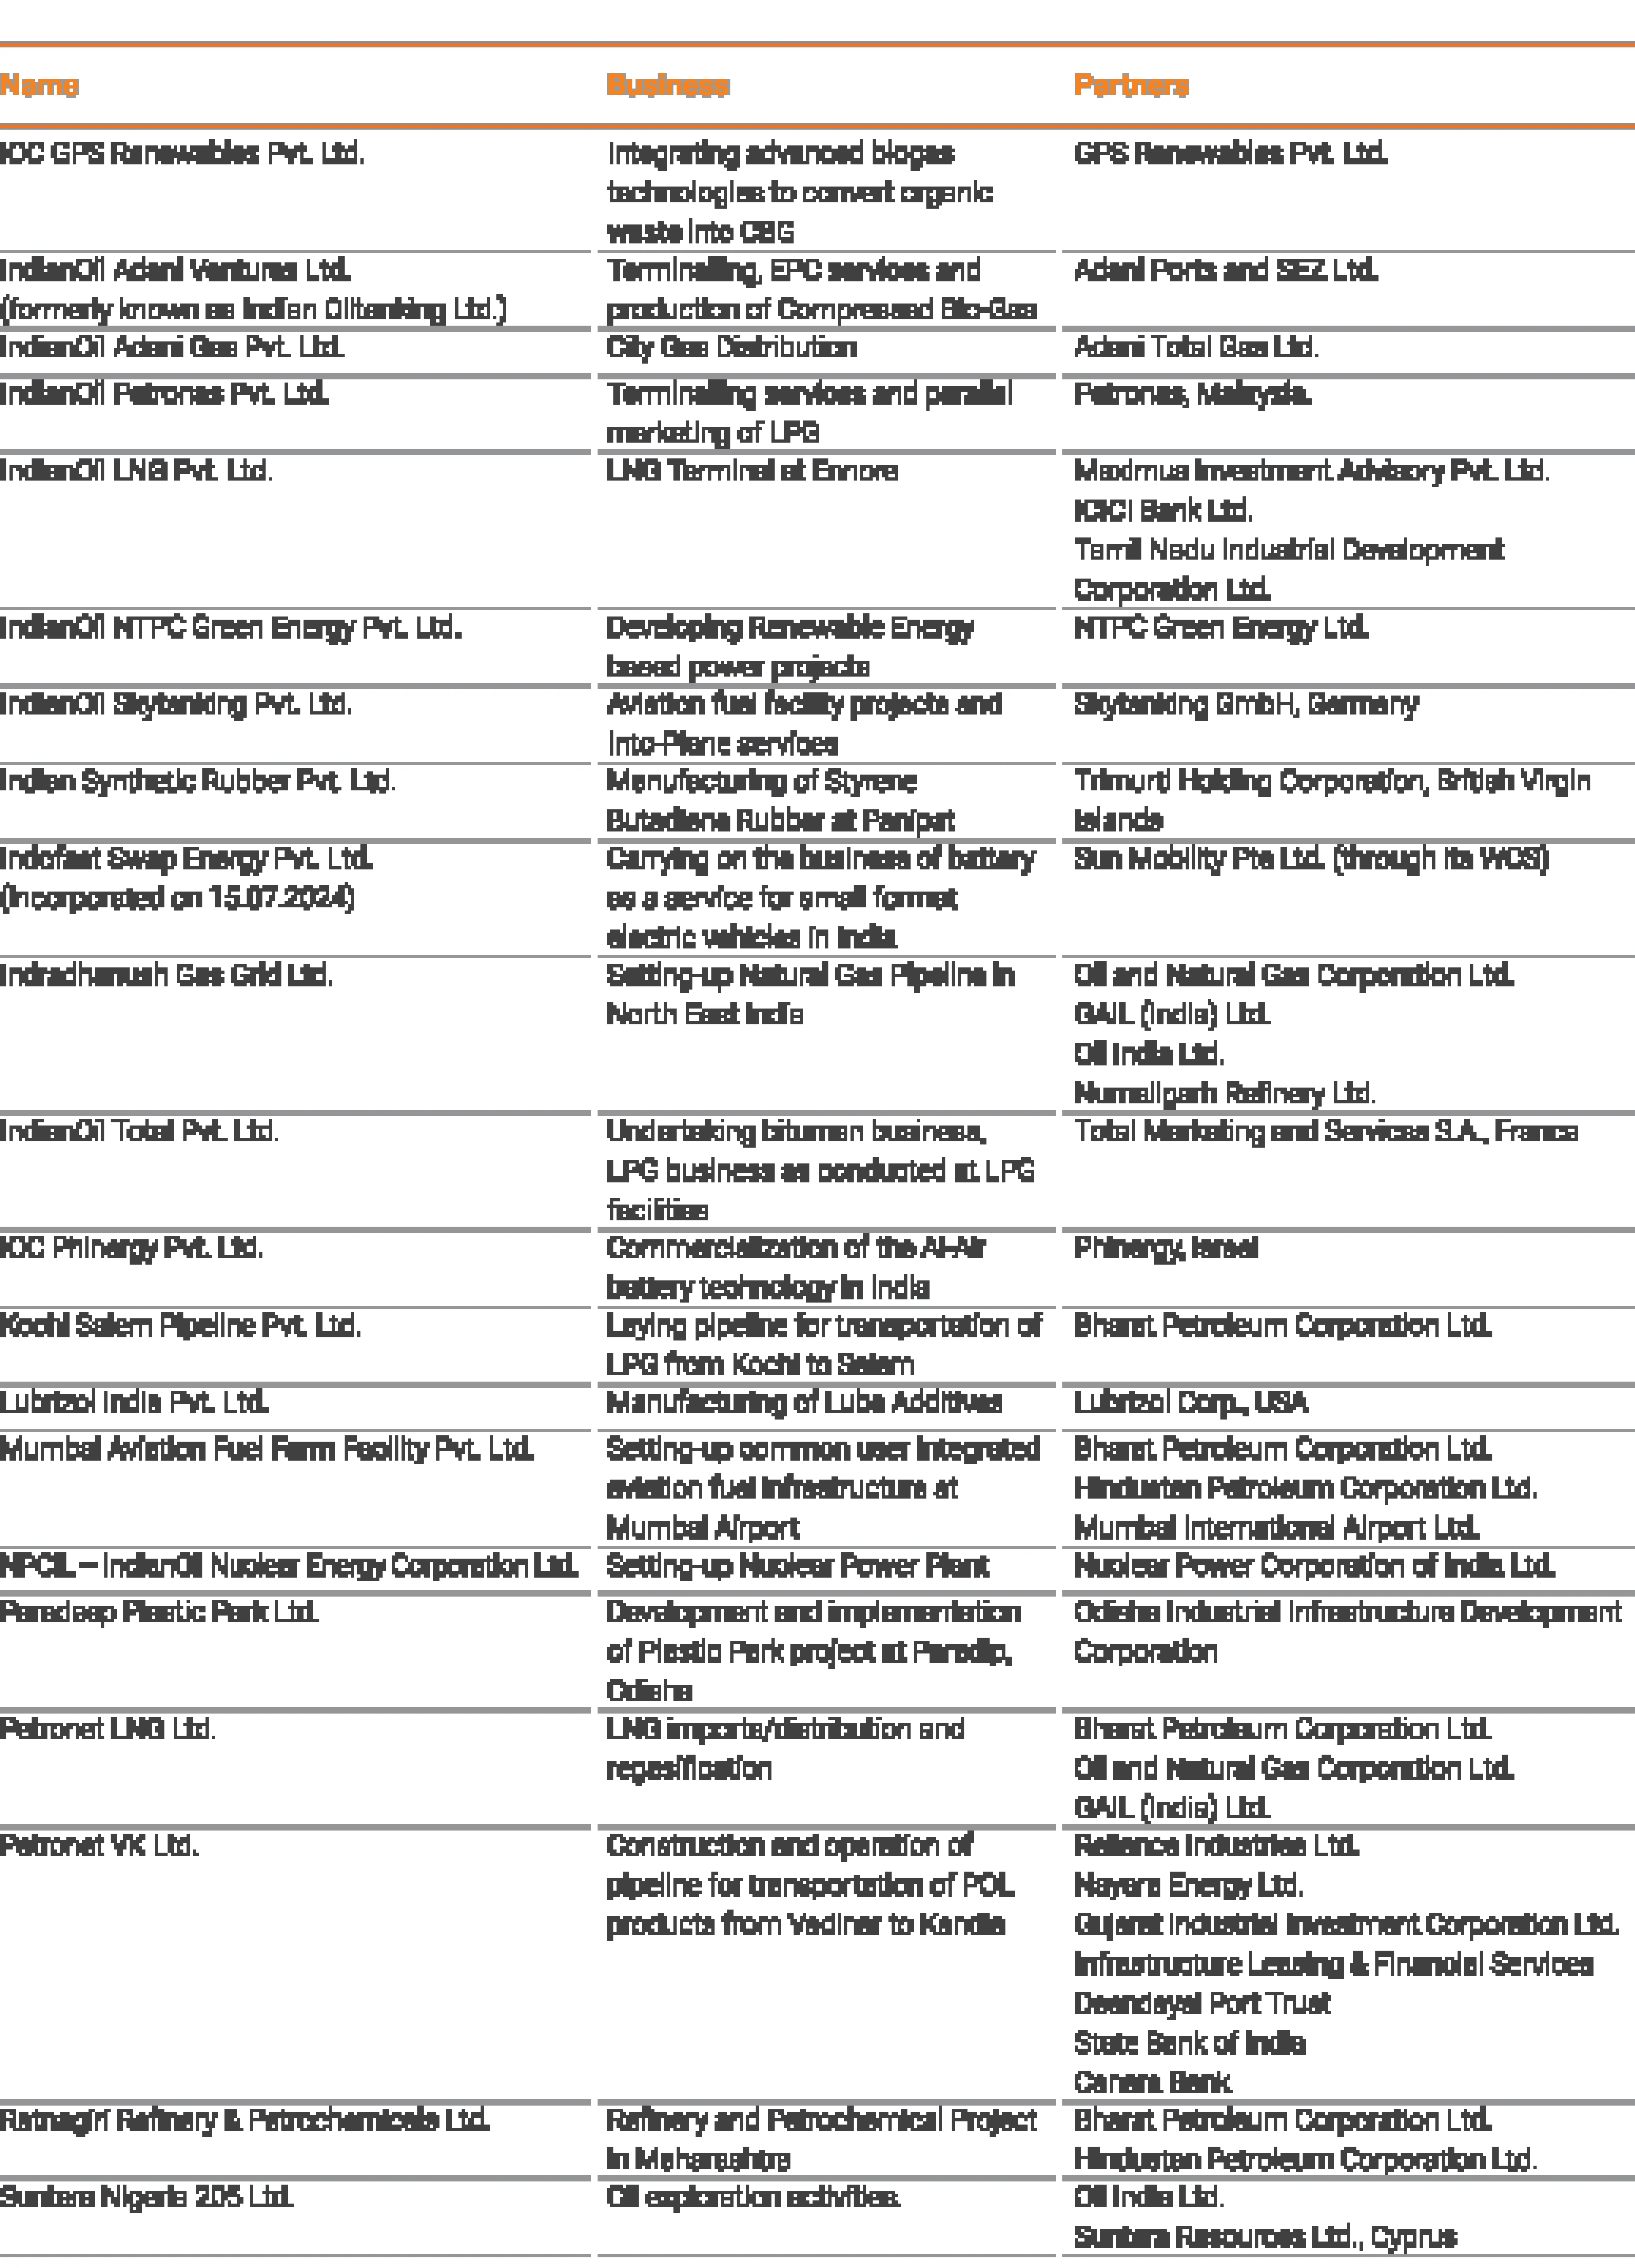 Name Business Partners
IOC GPS Renewables Pvt. Ltd. Integrating advanced biogas GPS Renewables Pvt. Ltd.
technologies to convert organic
waste into CBG
IndianOil Adani Ventures Ltd. Terminalling, EPC services and Adani Ports and SEZ Ltd.
(formerly known as Indian Oiltanking Ltd.) production of Compressed Bio-Gas
IndianOil Adani Gas Pvt. Ltd. City Gas Distribution Adani Total Gas Ltd.
IndianOil Petronas Pvt. Ltd. Terminalling services and parallel Petronas, Malaysia.
marketing of LPG
IndianOil LNG Pvt. Ltd. LNG Terminal at Ennore Maximus Investment Advisory Pvt. Ltd.
ICICI Bank Ltd.
Tamil Nadu Industrial Development
Corporation Ltd.
IndianOil NTPC Green Energy Pvt. Ltd. Developing Renewable Energy NTPC Green Energy Ltd.
based power projects
IndianOil Skytanking Pvt. Ltd. Aviation fuel facility projects and Skytanking GmbH, Germany
Into-Plane services
Indian Synthetic Rubber Pvt. Ltd. Manufacturing of Styrene Trimurti Holding Corporation, British Virgin
Butadiene Rubber at Panipat Islands
Indofast Swap Energy Pvt. Ltd. Carrying on the business of battery Sun Mobility Pte Ltd. (through its WOS)
(Incorporated on 15.07.2024) as a service for small format
electric vehicles in India.
Indradhanush Gas Grid Ltd. Setting-up Natural Gas Pipeline in Oil and Natural Gas Corporation Ltd.
North East India GAIL (India) Ltd.
Oil India Ltd.
Numaligarh Refinery Ltd.
IndianOil Total Pvt. Ltd. Undertaking bitumen business, Total Marketing and Services S.A., France
LPG business as conducted at LPG
facilities
IOC Phinergy Pvt. Ltd. Commercialization of the Al-Air Phinergy, Israel
battery technology in India
Kochi Salem Pipeline Pvt. Ltd. Laying pipeline for transportation of Bharat Petroleum Corporation Ltd.
LPG from Kochi to Salem
Lubrizol India Pvt. Ltd. Manufacturing of Lube Additives Lubrizol Corp., USA
Mumbai Aviation Fuel Farm Facility Pvt. Ltd. Setting-up common user integrated Bharat Petroleum Corporation Ltd.
aviation fuel infrastructure at Hindustan Petroleum Corporation Ltd.
Mumbai Airport Mumbai International Airport Ltd.
NPCIL – IndianOil Nuclear Energy Corporation Ltd. Setting-up Nuclear Power Plant Nuclear Power Corporation of India Ltd.
Paradeep Plastic Park Ltd. Development and implementation Odisha Industrial Infrastructure Development
of Plastic Park project at Paradip, Corporation
Odisha
Petronet LNG Ltd. LNG imports/distribution and Bharat Petroleum Corporation Ltd.
regasification Oil and Natural Gas Corporation Ltd.
GAIL (India) Ltd.
Petronet VK Ltd. Construction and operation of Reliance Industries Ltd.
pipeline for transportation of POL Nayara Energy Ltd.
products from Vadinar to Kandla Gujarat Industrial Investment Corporation Ltd.
Infrastructure Leasing & Financial Services
Deendayal Port Trust
State Bank of India
Canara Bank
Ratnagiri Refinery & Petrochemicals Ltd. Refinery and Petrochemical Project Bharat Petroleum Corporation Ltd.
in Maharashtra Hindustan Petroleum Corporation Ltd.
Suntera Nigeria 205 Ltd. Oil exploration activities. Oil India Ltd.
Suntera Resources Ltd., Cyprus